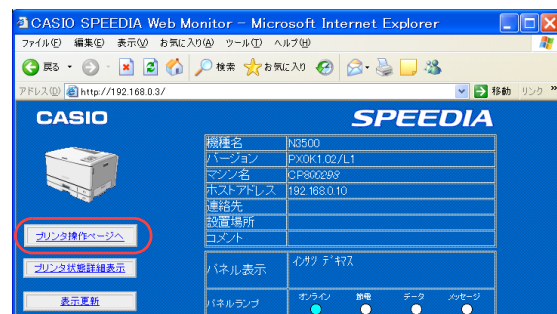 CASIO SPEEDIA Web Monitor - Microsoft Internet Explorer
ファイル(F) 編集(E) 表示(V) お気に入り(A) ツール(T) ヘルプ(H)
戻る 検索 お気に入り
アドレス(D) http://192.168.0.3/ 移動 リンク »
CASIO SPEEDIA
機種名 N3500
バージョン PX0K1.02/L1
マシン名 CP800298
ホストアドレス 192.168.0.10
連絡先
設置場所
コメント
プリンタ操作ページへ
プリンタ状態詳細表示
表示更新
パネル表示 インサツ デキマス
パネルランプ オンライン 節電 データ メッセージ